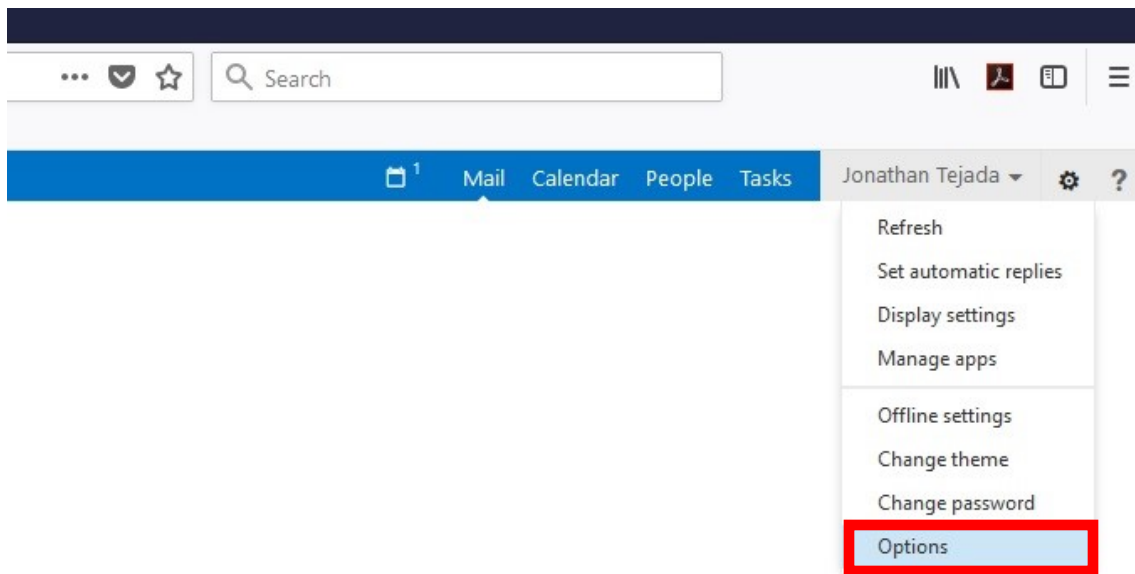 Search
1 Mail Calendar People Tasks Jonathan Tejada ?
Refresh
Set automatic replies
Display settings
Manage apps
Offline settings
Change theme
Change password
Options